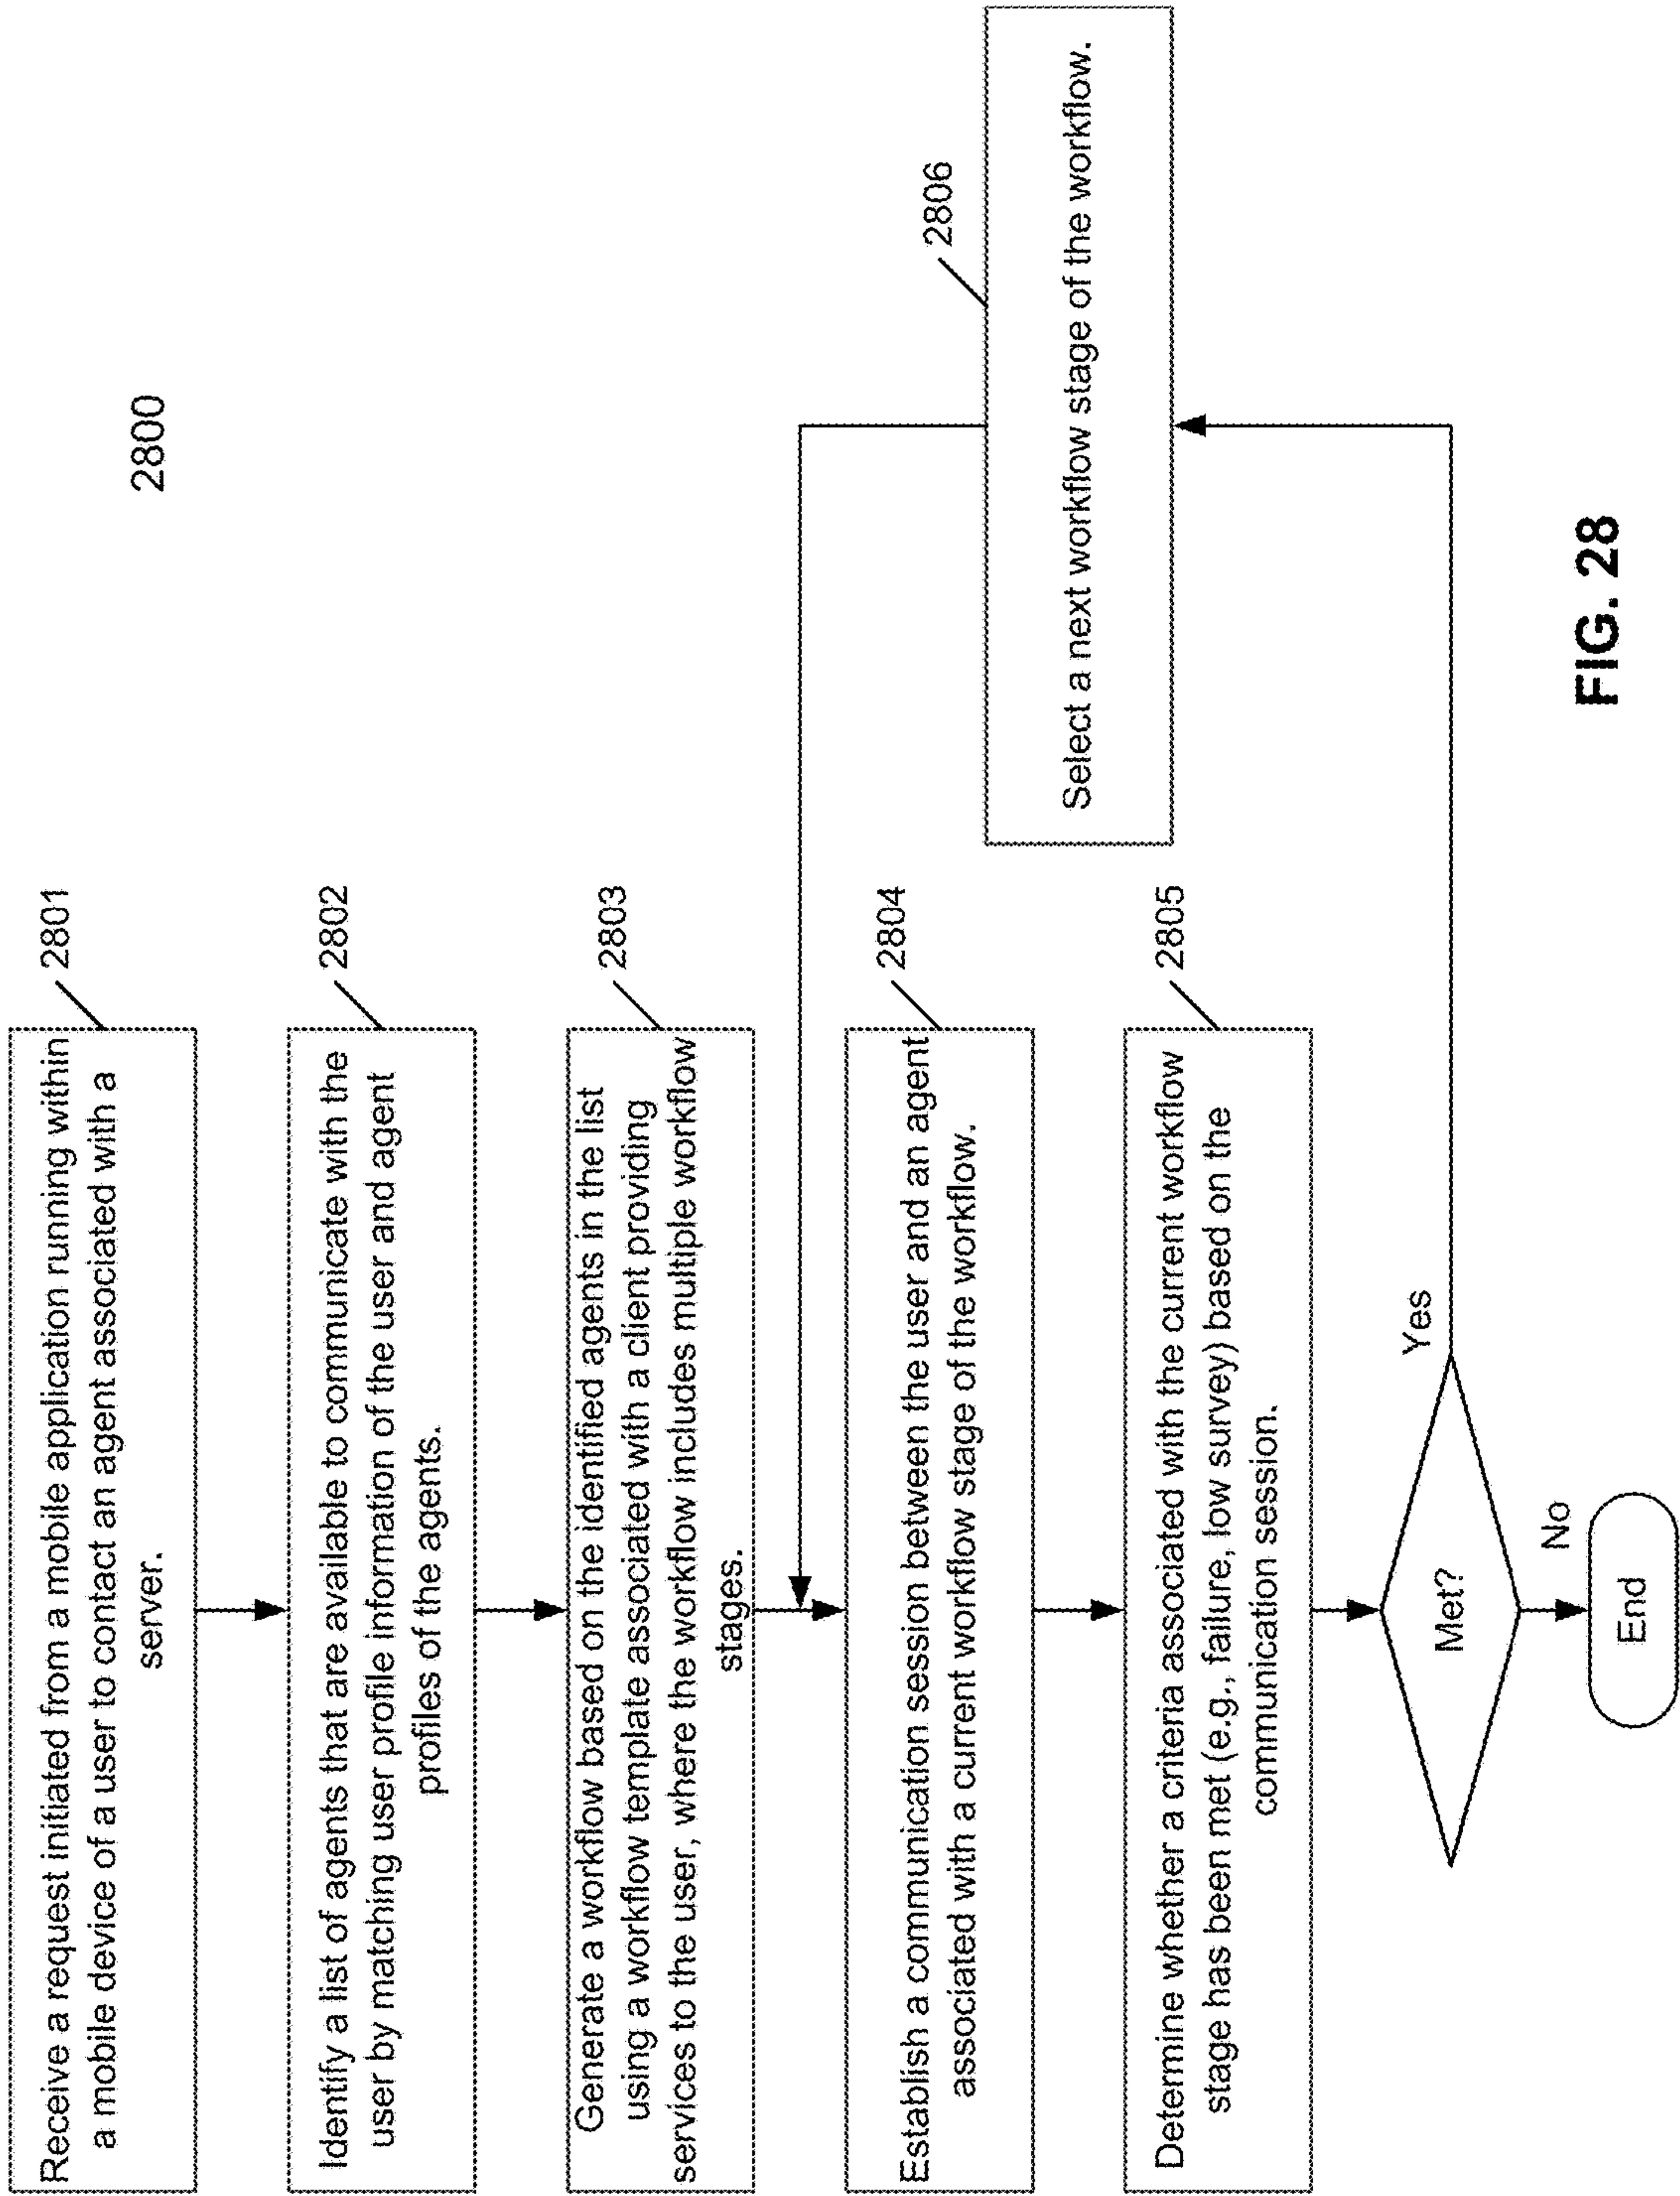 2800
2801
Receive a request initiated from a mobile application running within
a mobile device of a user to contact an agent associated with a
server.
2802
Identify a list of agents that are available to communicate with the
user by matching user profile information of the user and agent
profiles of the agents.
2803
Generate a workflow based on the identified agents in the list
using a workflow template associated with a client providing
services to the user, where the workflow includes multiple workflow
stages.
2804
Establish a communication session between the user and an agent
associated with a current workflow stage of the workflow.
2805
Determine whether a criteria associated with the current workflow
stage has been met (e.g., failure, low survey) based on the
communication session.
2806
Select a next workflow stage of the workflow.
Met?
Yes
No
End
FIG. 28